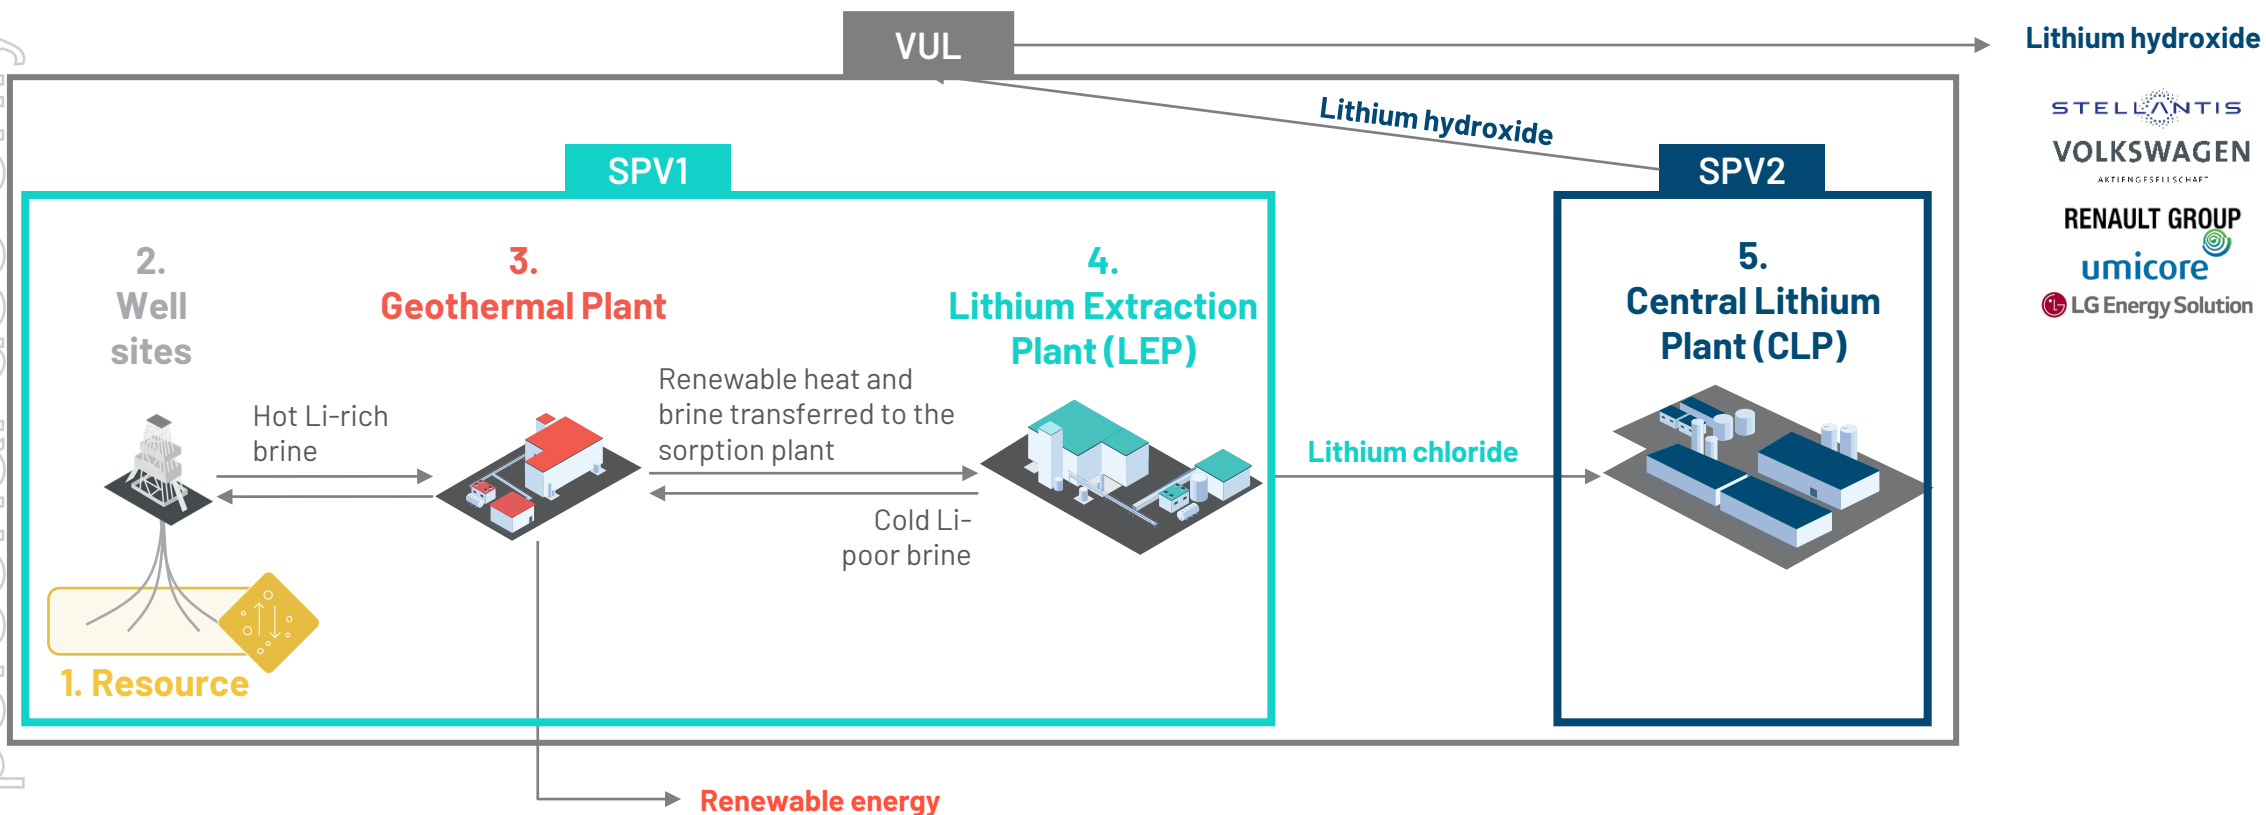 VUL
Lithium hydroxide
Lithium hydroxide
STELLANTIS
VOLKSWAGEN
AKTIENGESELLSCHAFT
RENAULT GROUP
umicore
LG Energy Solution
SPV1
SPV2
2.
Well
sites
3.
Geothermal Plant
4.
Lithium Extraction
Plant (LEP)
5.
Central Lithium
Plant (CLP)
Hot Li-rich
brine
Renewable heat and
brine transferred to the
sorption plant
Cold Li-
poor brine
Lithium chloride
1. Resource
Renewable energy